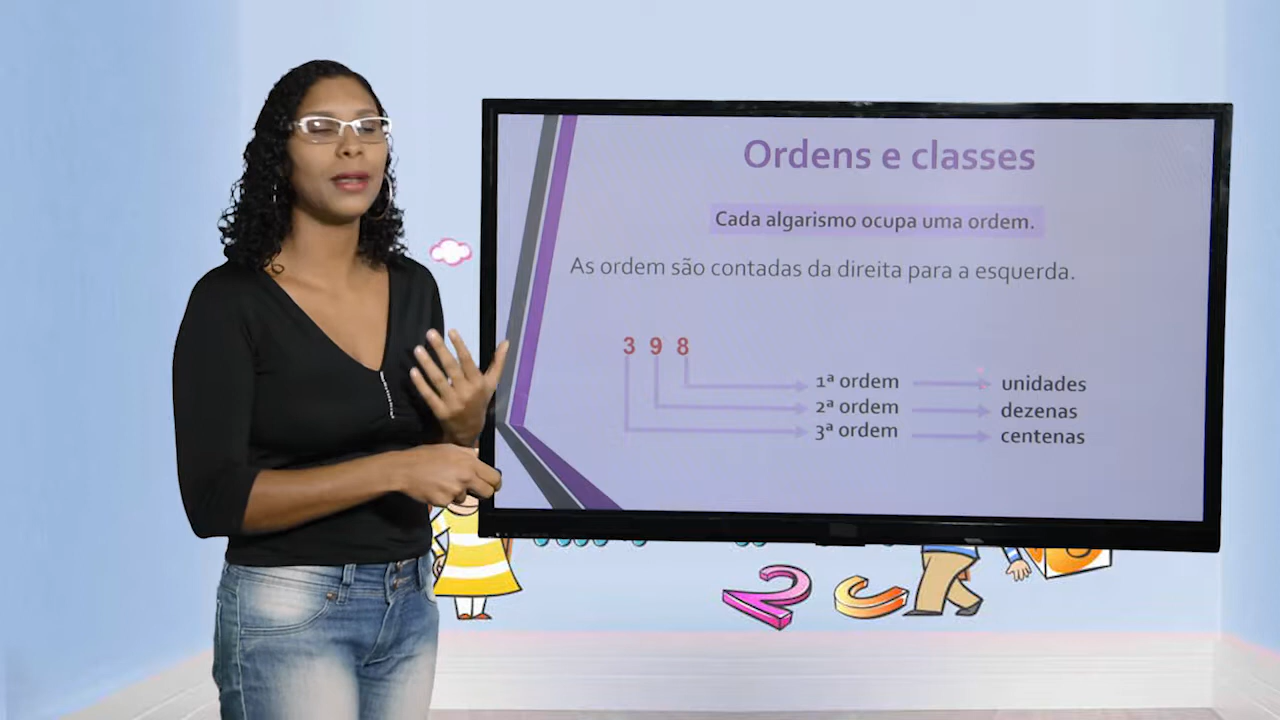 Ordens e classes
Cada algarismo ocupa uma ordem.
As ordem são contadas da direita para a esquerda.
3 9 8
1ª ordem unidades
2ª ordem dezenas
3ª ordem centenas